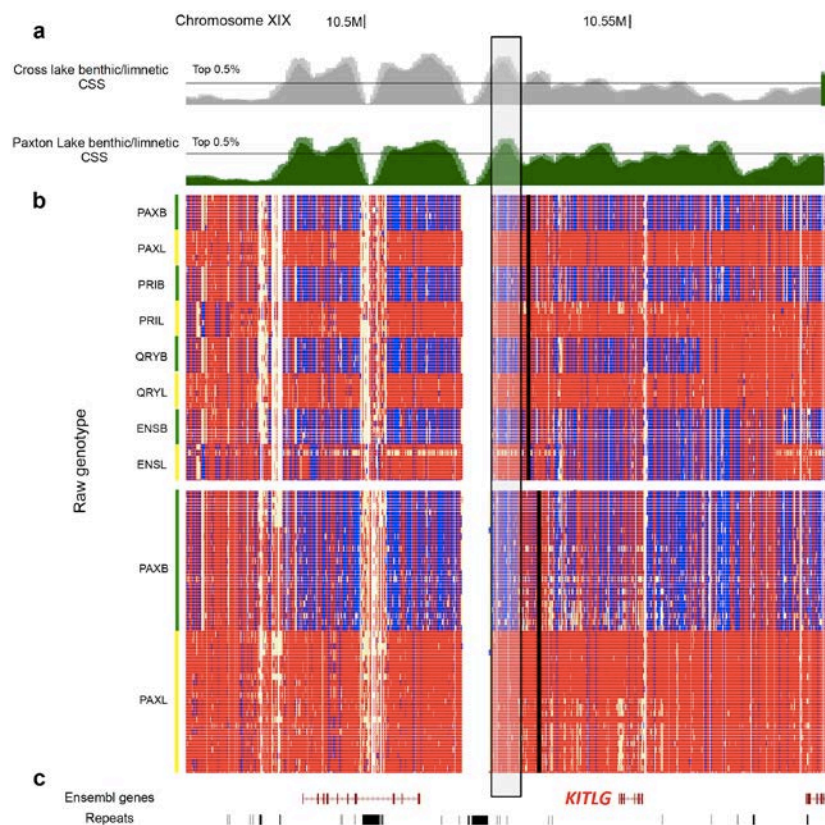 Chromosome XIX 10.5M 10.55M
a
Cross lake benthic/limnetic
CSS
Top 0.5%
Paxton Lake benthic/limnetic
CSS
Top 0.5%
b
Raw genotype
PAXB
PAXL
PRIB
PRIL
QRYB
QRYL
ENSB
ENSL
PAXB
PAXL
c
Ensembl genes
KITLG
Repeats